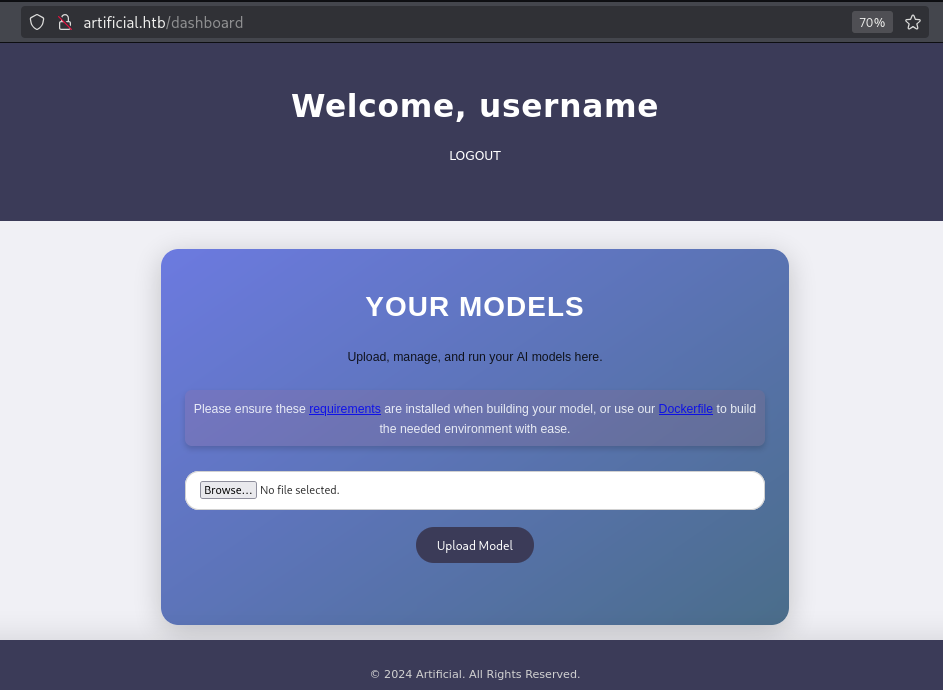 artificial.htb/dashboard 70%
Welcome, username
LOGOUT
YOUR MODELS
Upload, manage, and run your AI models here.
Please ensure these requirements are installed when building your model, or use our Dockerfile to build
the needed environment with ease.
Browse... No file selected.
Upload Model
© 2024 Artificial. All Rights Reserved.